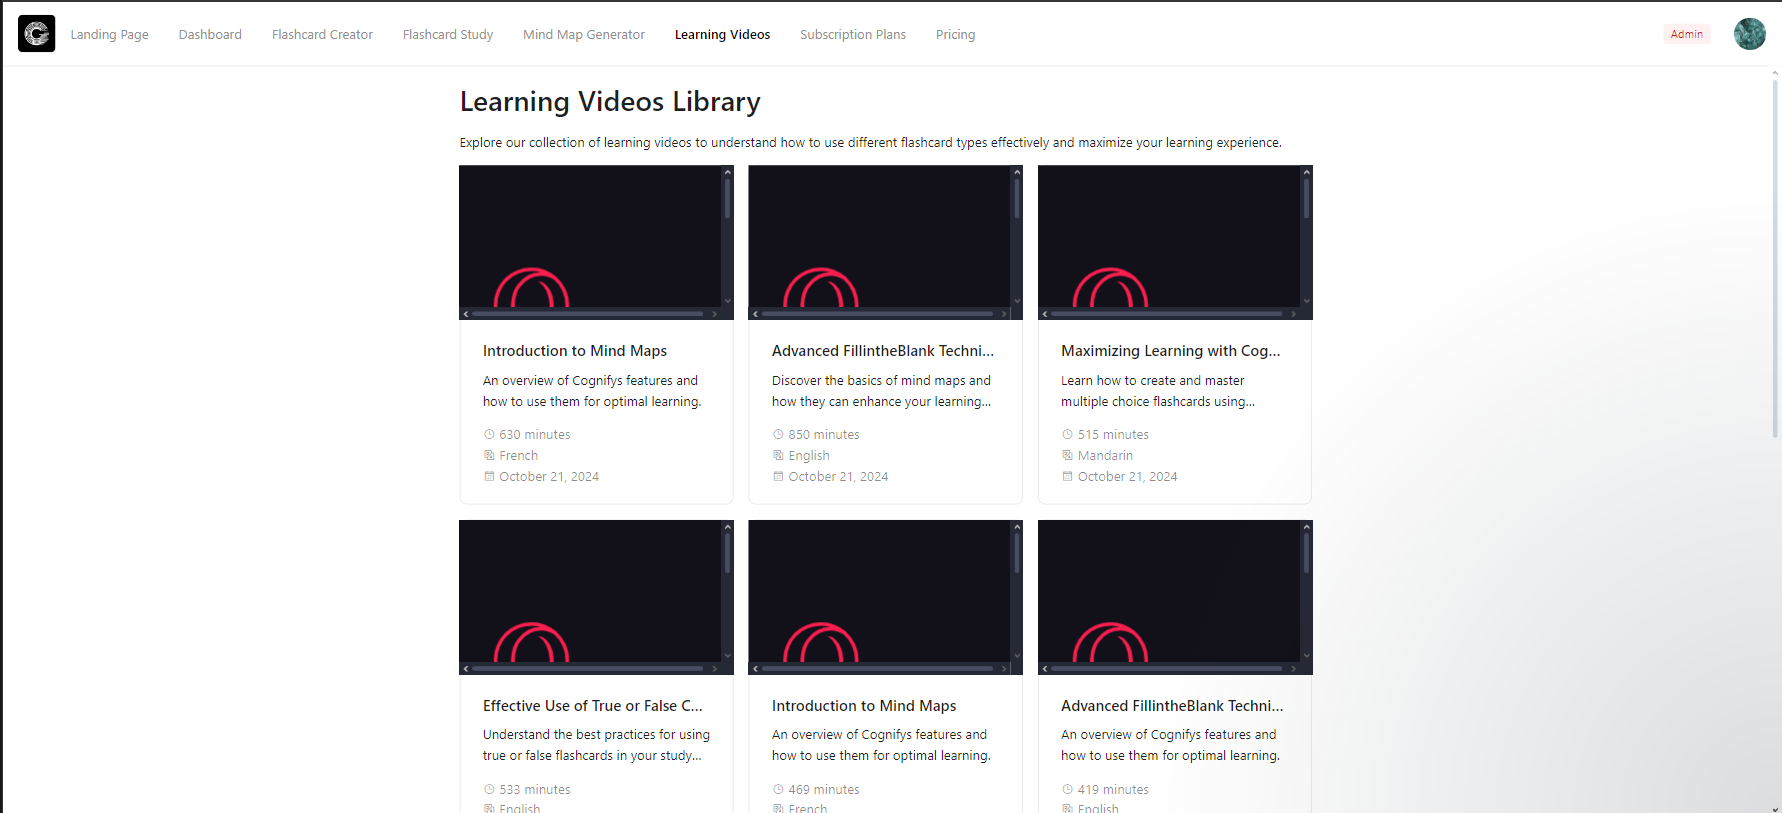 Landing Page
Dashboard
Flashcard Creator
Flashcard Study
Mind Map Generator
Learning Videos
Subscription Plans
Pricing
Admin
Learning Videos Library
Explore our collection of learning videos to understand how to use different flashcard types effectively and maximize your learning experience.
Introduction to Mind Maps
An overview of Cognifys features and
how to use them for optimal learning.
630 minutes
French
October 21, 2024
Advanced FillintheBlank Techni...
Discover the basics of mind maps and
how they can enhance your learning...
850 minutes
English
October 21, 2024
Maximizing Learning with Cog...
Learn how to create and master
multiple choice flashcards using...
515 minutes
Mandarin
October 21, 2024
Effective Use of True or False C...
Understand the best practices for using
true or false flashcards in your study...
533 minutes
English
Introduction to Mind Maps
An overview of Cognifys features and
how to use them for optimal learning.
469 minutes
French
Advanced FillintheBlank Techni...
An overview of Cognifys features and
how to use them for optimal learning.
419 minutes
English